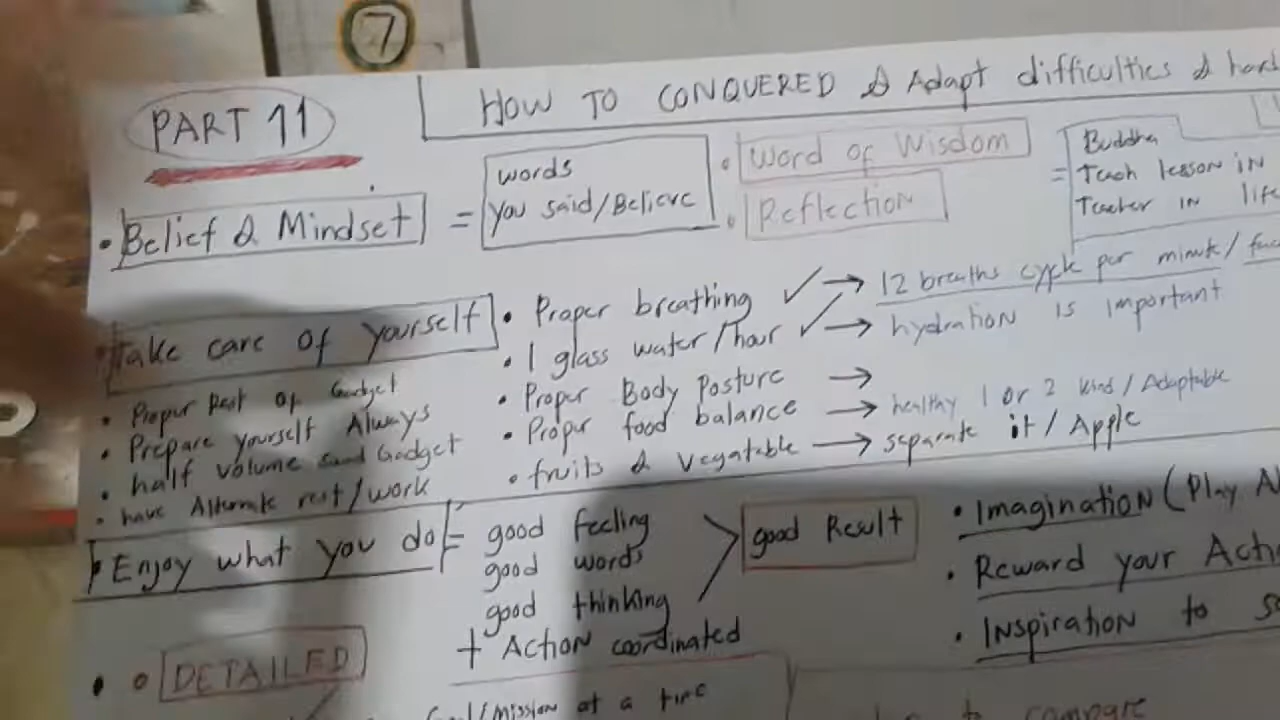 7
PART 11
HOW TO CONQUERED & Adapt difficulties & hard
• Belief & Mindset = words
you said/Believe
• Word of Wisdom
• Reflection
= Buddha
Teach lesson in
Teacher in life
Take care of yourself
• Proper Rest of Gadget
• Prepare yourself Always
• half volume Gadget
• have Alternate rest/work
• Proper breathing ✓ → 12 breaths cycle per minute/
• 1 glass water/hour ✓ → hydration is important
• Proper Body Posture →
• Proper food balance → healthy 1 or 2 kind/Adaptable
• fruits & Vegatable → separate it/Apple
• Enjoy what you do = good feeling
good words
good thinking
+ Action coordinated
good Result
• Imagination (Play
• Reward your
• Inspiration to
• DETAILED
/Mission at a time
to compare